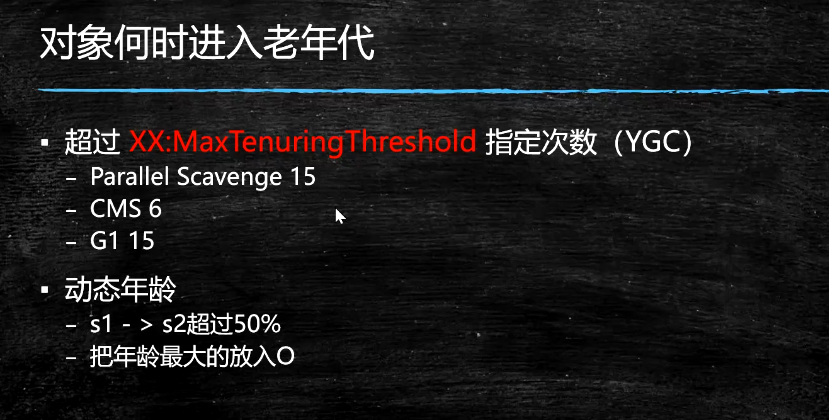 对象何时进入老年代
▪ 超过 XX:MaxTenuringThreshold 指定次数（YGC）
– Parallel Scavenge 15
– CMS 6
– G1 15
▪ 动态年龄
– s1 - > s2超过50%
– 把年龄最大的放入O